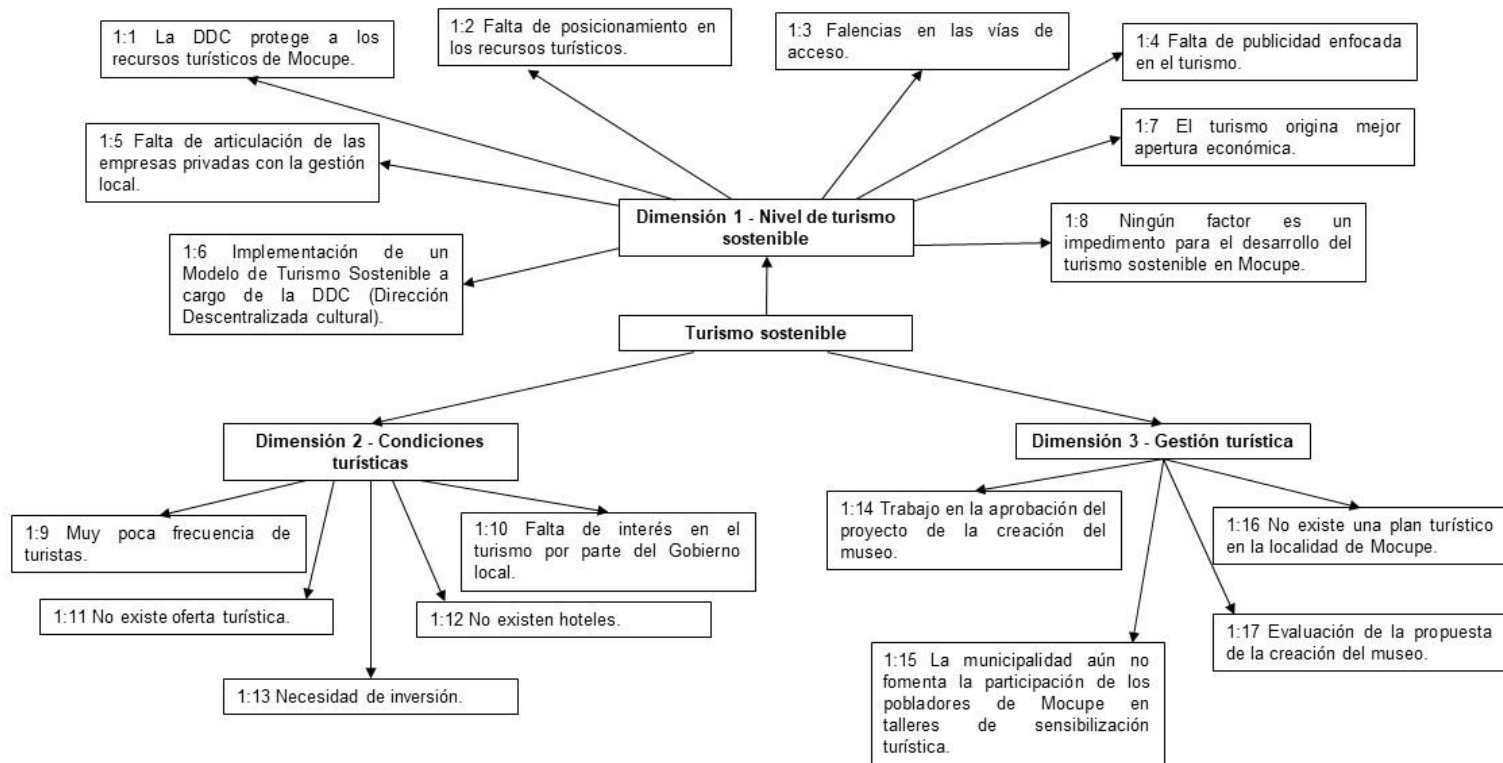 1:1 La DDC protege a los
recursos turísticos de Mocupe.
1:2 Falta de posicionamiento en
los recursos turísticos.
1:3 Falencias en las vías de
acceso.
1:4 Falta de publicidad enfocada
en el turismo.
1:5 Falta de articulación de las
empresas privadas con la gestión
local.
1:7 El turismo origina mejor
apertura económica.
Dimensión 1 - Nivel de turismo
sostenible
1:6 Implementación de un
Modelo de Turismo Sostenible a
cargo de la DDC (Dirección
Descentralizada cultural).
1:8 Ningún factor es un
impedimento para el desarrollo del
turismo sostenible en Mocupe.
Turismo sostenible
Dimensión 2 - Condiciones
turísticas
Dimensión 3 - Gestión turística
1:9 Muy poca frecuencia de
turistas.
1:10 Falta de interés en el
turismo por parte del Gobierno
local.
1:11 No existe oferta turística.
1:12 No existen hoteles.
1:13 Necesidad de inversión.
1:14 Trabajo en la aprobación del
proyecto de la creación del
museo.
1:16 No existe una plan turístico
en la localidad de Mocupe.
1:15 La municipalidad aún no
fomenta la participación de los
pobladores de Mocupe en
talleres de sensibilización
turística.
1:17 Evaluación de la propuesta
de la creación del museo.